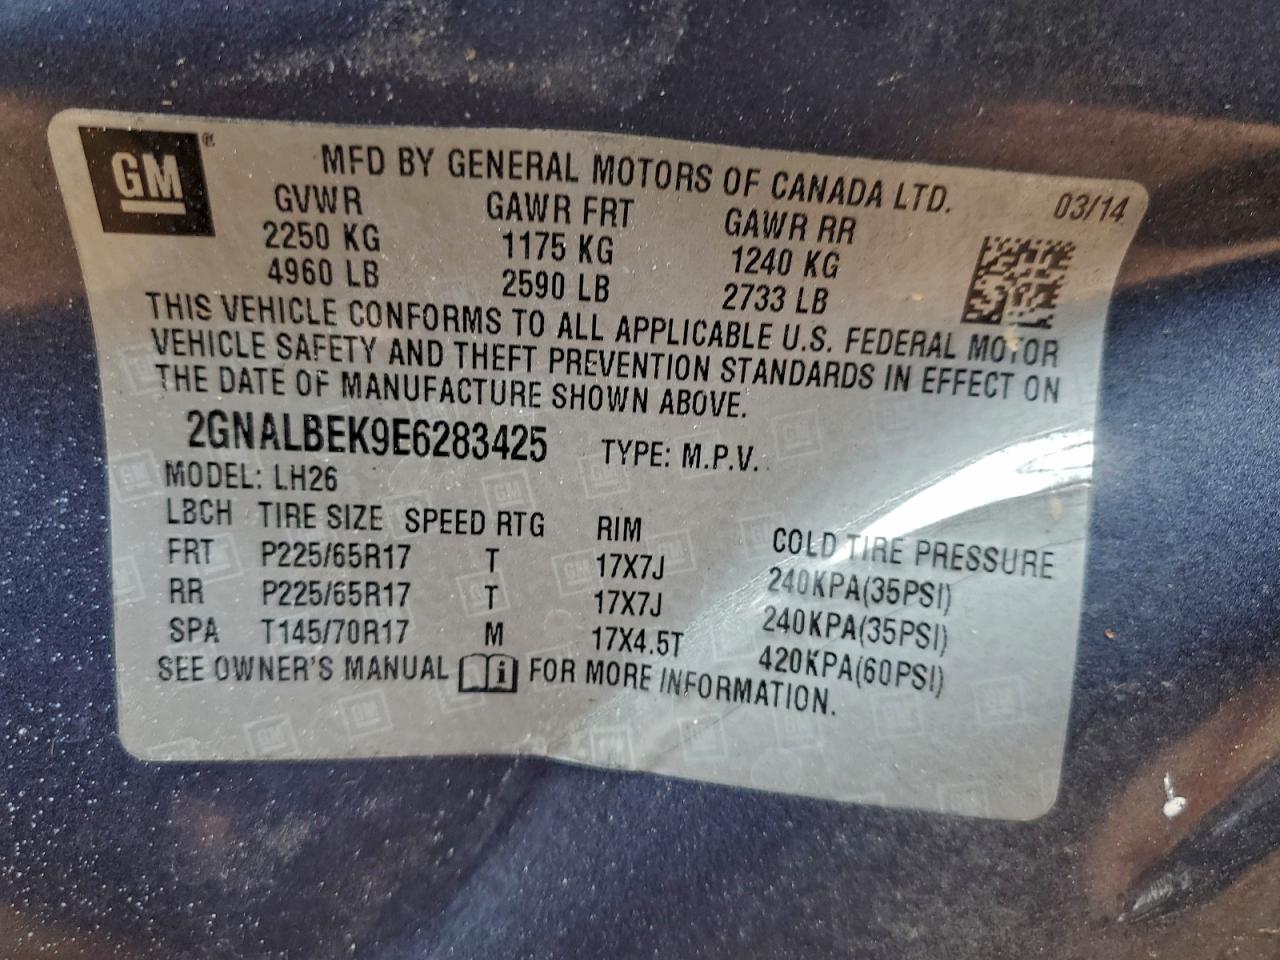 GM ®
MFD BY GENERAL MOTORS OF CANADA LTD.
03/14
GVWR GAWR FRT GAWR RR
2250 KG 1175 KG 1240 KG
4960 LB 2590 LB 2733 LB
THIS VEHICLE CONFORMS TO ALL APPLICABLE U.S. FEDERAL MOTOR
VEHICLE SAFETY AND THEFT PREVENTION STANDARDS IN EFFECT ON
THE DATE OF MANUFACTURE SHOWN ABOVE.
2GNALBEK9E6283425 TYPE: M.P.V.
MODEL: LH26
LBCH TIRE SIZE SPEED RTG RIM COLD TIRE PRESSURE
FRT P225/65R17 T 17X7J 240KPA(35PSI)
RR P225/65R17 T 17X7J 240KPA(35PSI)
SPA T145/70R17 M 17X4.5T 420KPA(60PSI)
SEE OWNER'S MANUAL i FOR MORE INFORMATION.